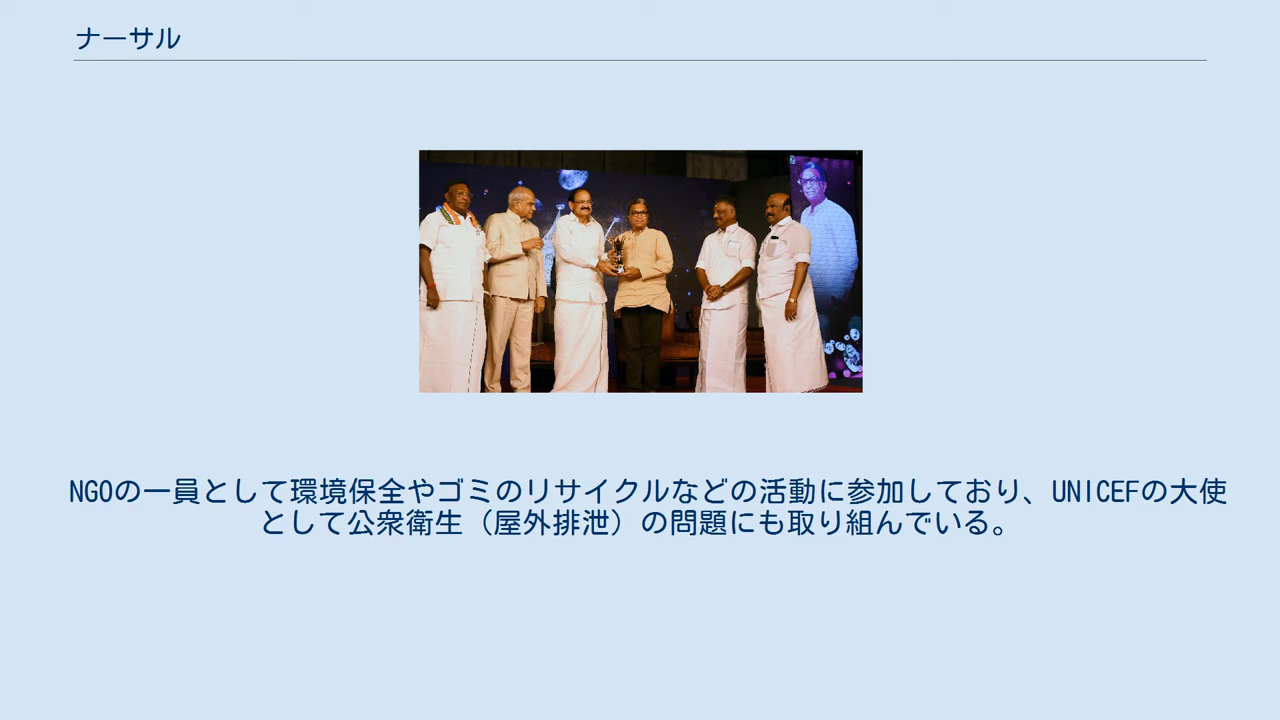 ナーサル
NGOの一員として環境保全やゴミのリサイクルなどの活動に参加しており、UNICEFの大使
として公衆衛生（屋外排泄）の問題にも取り組んでいる。